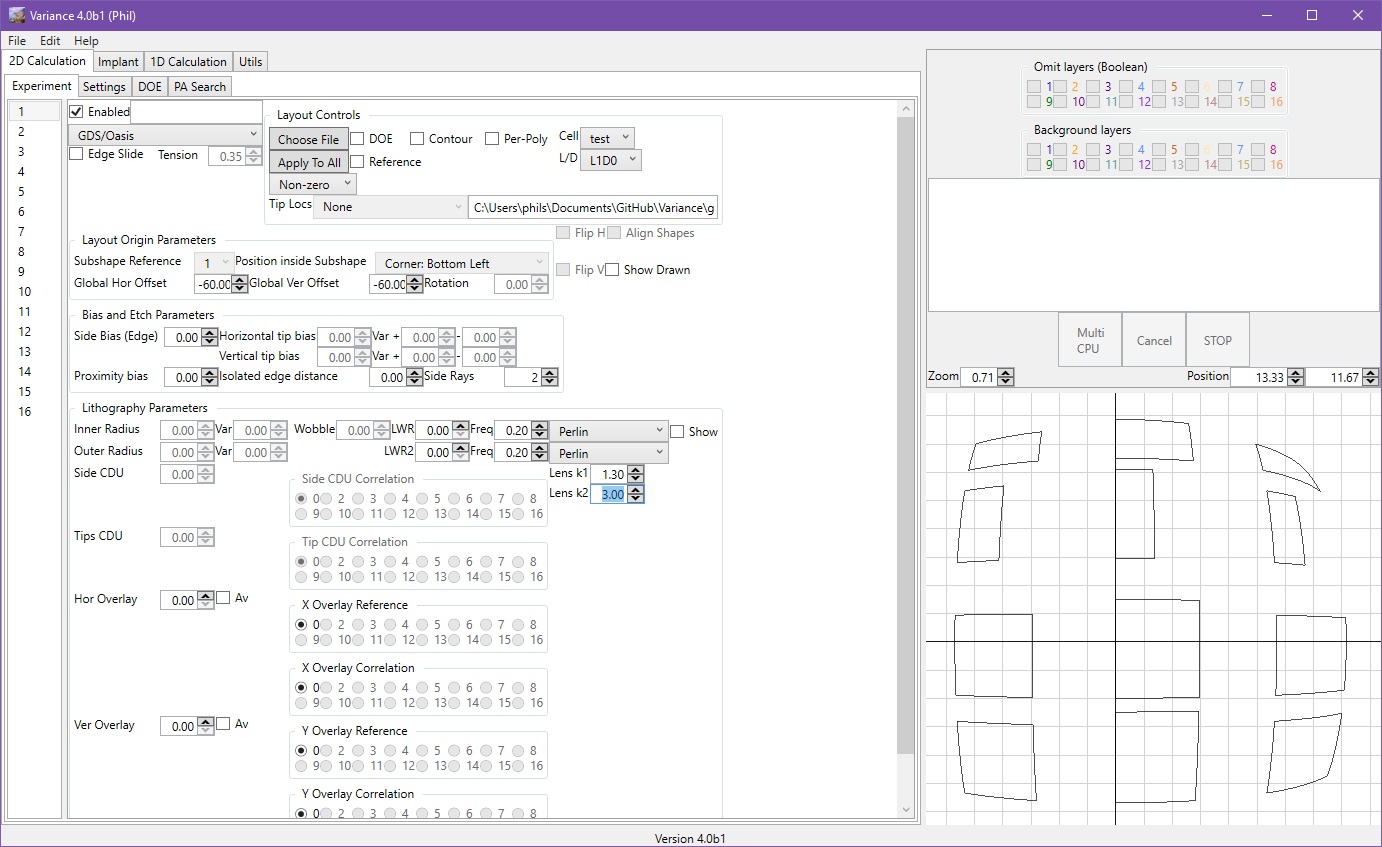 Variance 4.0b1 (Phil)
File Edit Help
2D Calculation Implant 1D Calculation Utils
Experiment Settings DOE PA Search
1
2
3
4
5
6
7
8
9
10
11
12
13
14
15
16
Enabled
GDS/Oasis
Edge Slide Tension 0.35
Layout Controls
Choose File DOE Contour Per-Poly Cell test
Apply To All Reference L/D L1D0
Non-zero
Tip Locs None C:\Users\phils\Documents\GitHub\Variance\g
Flip H Align Shapes
Flip V Show Drawn
Layout Origin Parameters
Subshape Reference 1 Position inside Subshape Corner: Bottom Left
Global Hor Offset -60.00 Global Ver Offset -60.00 Rotation 0.00
Bias and Etch Parameters
Side Bias (Edge) 0.00 Horizontal tip bias 0.00 Var + 0.00 - 0.00
Vertical tip bias 0.00 Var + 0.00 - 0.00
Proximity bias 0.00 Isolated edge distance 0.00 Side Rays 2
Lithography Parameters
Inner Radius 0.00 Var 0.00 Wobble 0.00 LWR 0.00 Freq 0.20 Perlin Show
Outer Radius 0.00 Var 0.00 LWR2 0.00 Freq 0.20 Perlin
Side CDU 0.00 Lens k1 1.30
Lens k2 3.00
Side CDU Correlation
0 2 3 4 5 6 7 8
9 10 11 12 13 14 15 16
Tips CDU 0.00
Tip CDU Correlation
0 2 3 4 5 6 7 8
9 10 11 12 13 14 15 16
Hor Overlay 0.00 Av
X Overlay Reference
0 2 3 4 5 6 7 8
9 10 11 12 13 14 15 16
X Overlay Correlation
0 2 3 4 5 6 7 8
9 10 11 12 13 14 15 16
Ver Overlay 0.00 Av
Y Overlay Reference
0 2 3 4 5 6 7 8
9 10 11 12 13 14 15 16
Y Overlay Correlation
0 2 3 4 5 6 7 8
Omit layers (Boolean)
1 2 3 4 5 6 7 8
9 10 11 12 13 14 15 16
Background layers
1 2 3 4 5 6 7 8
9 10 11 12 13 14 15 16
Multi
CPU
Cancel
STOP
Zoom 0.71 Position 13.33 11.67
Version 4.0b1